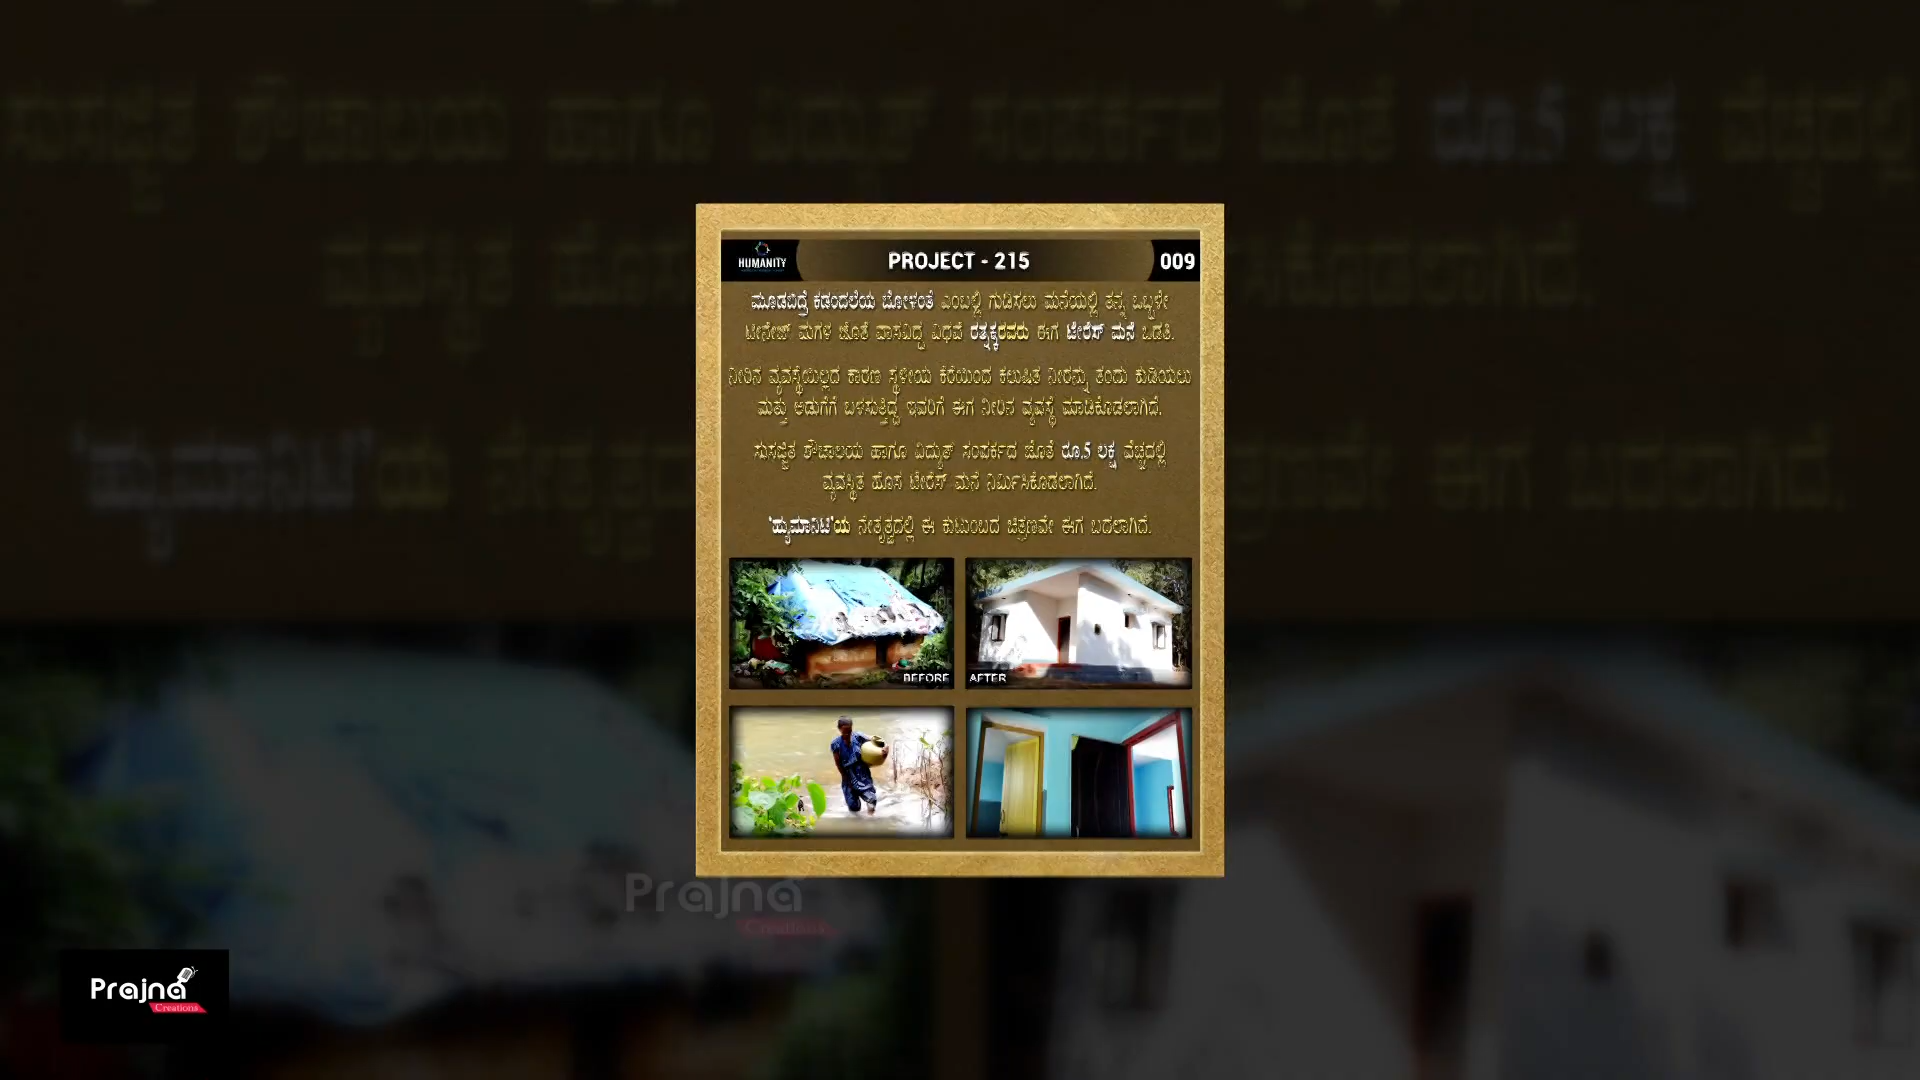 HUMANITY
PROJECT - 215
009
ಮೂಡಬಿದ್ರೆ ಕಡಂದಲೆಯ ಬೋಳಂತೆ ಎಂಬಲ್ಲಿ ಗುಡಿಸಲು ಮನೆಯಲ್ಲಿ ತನ್ನ ಒಬ್ಬಳೇ
ಟೀನೇಜ್ ಮಗಳ ಜೊತೆ ವಾಸವಿದ್ದ ವಿಧವೆ ರತ್ನಕ್ಕರವರು ಈಗ ಟೇರೆಸ್ ಮನೆ ಒಡತಿ.
ನೀರಿನ ವ್ಯವಸ್ಥೆಯಿಲ್ಲದ ಕಾರಣ ಸ್ಥಳೀಯ ಕೆರೆಯಿಂದ ಕಲುಷಿತ ನೀರನ್ನು ತಂದು ಕುಡಿಯಲು
ಮತ್ತು ಅಡುಗೆಗೆ ಬಳಸುತ್ತಿದ್ದ ಇವರಿಗೆ ಈಗ ನೀರಿನ ವ್ಯವಸ್ಥೆ ಮಾಡಿಕೊಡಲಾಗಿದೆ.
ಸುಸಜ್ಜಿತ ಶೌಚಾಲಯ ಹಾಗೂ ವಿದ್ಯುತ್ ಸಂಪರ್ಕದ ಜೊತೆ ರೂ.5 ಲಕ್ಷ ವೆಚ್ಚದಲ್ಲಿ
ವ್ಯವಸ್ಥಿತ ಹೊಸ ಟೇರೆಸ್ ಮನೆ ನಿರ್ಮಿಸಿಕೊಡಲಾಗಿದೆ.
'ಹ್ಯುಮಾನಿಟಿ'ಯ ನೇತೃತ್ವದಲ್ಲಿ ಈ ಕುಟುಂಬದ ಚಿತ್ರಣವೇ ಈಗ ಬದಲಾಗಿದೆ.
BEFORE
AFTER
Prajna
Creations
Prajna
Creations